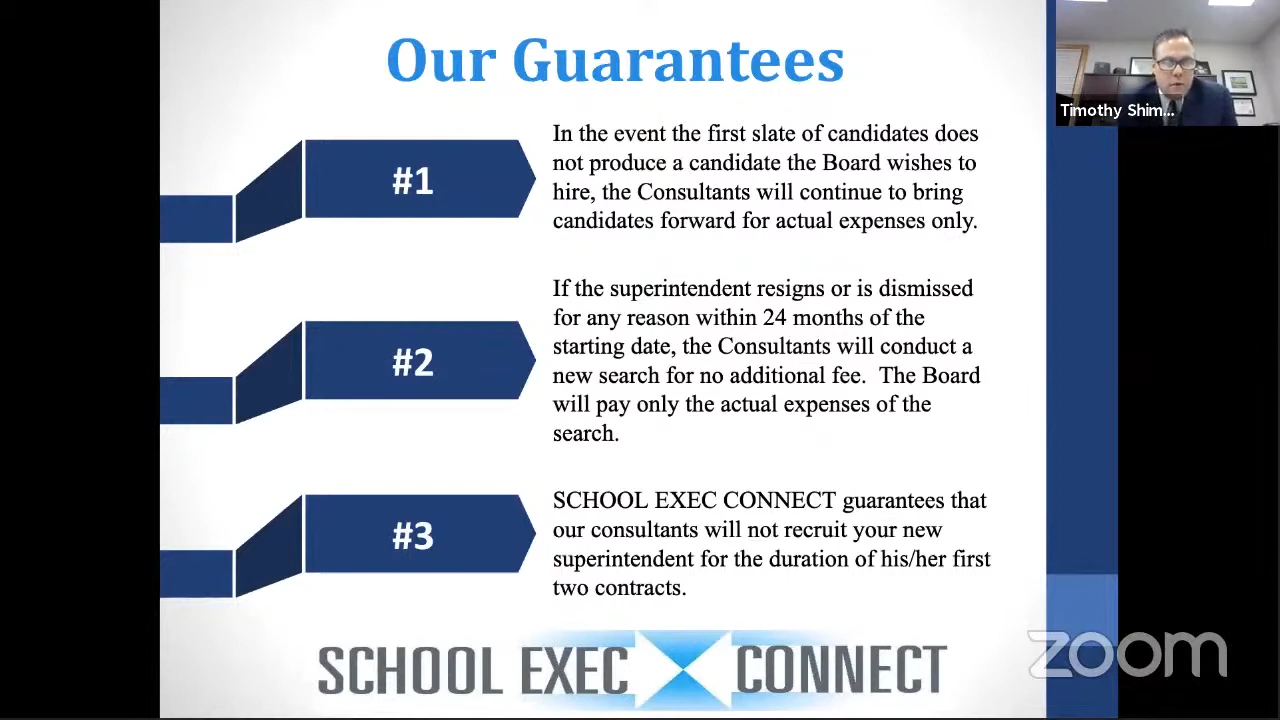 Our Guarantees
Timothy Shim...
#1
In the event the first slate of candidates does
not produce a candidate the Board wishes to
hire, the Consultants will continue to bring
candidates forward for actual expenses only.
#2
If the superintendent resigns or is dismissed
for any reason within 24 months of the
starting date, the Consultants will conduct a
new search for no additional fee.  The Board
will pay only the actual expenses of the
search.
#3
SCHOOL EXEC CONNECT guarantees that
our consultants will not recruit your new
superintendent for the duration of his/her first
two contracts.
SCHOOL EXEC CONNECT
zoom